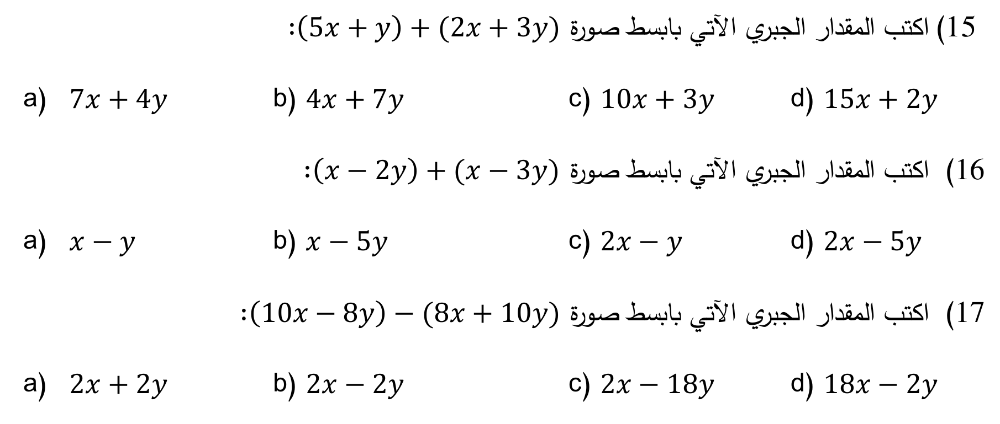 15) اكتب المقدار الجبري الآتي بابسط صورة (5x + y) + (2x + 3y):
a) 7x + 4y b) 4x + 7y c) 10x + 3y d) 15x + 2y
16) اكتب المقدار الجبري الآتي بابسط صورة (x − 2y) + (x − 3y):
a) x − y b) x − 5y c) 2x − y d) 2x − 5y
17) اكتب المقدار الجبري الآتي بابسط صورة (10x − 8y) − (8x + 10y):
a) 2x + 2y b) 2x − 2y c) 2x − 18y d) 18x − 2y